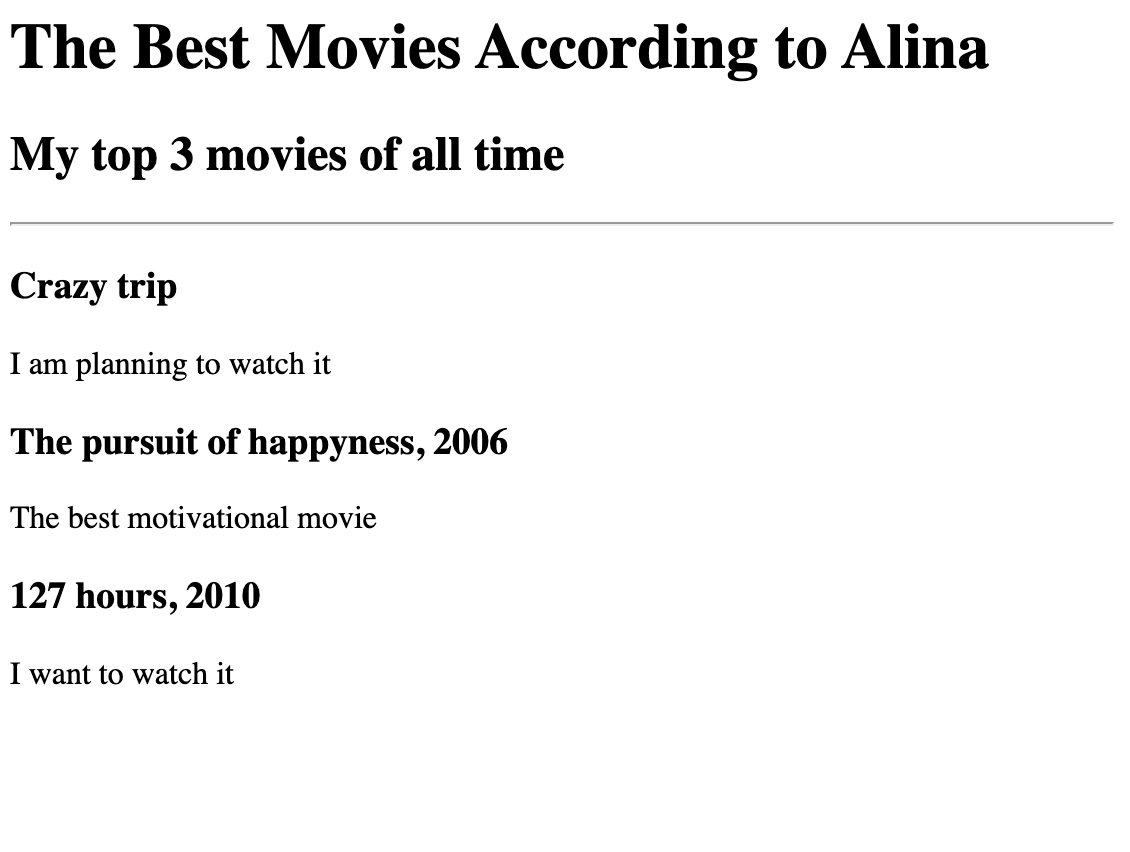 The Best Movies According to Alina
My top 3 movies of all time
Crazy trip
I am planning to watch it
The pursuit of happyness, 2006
The best motivational movie
127 hours, 2010
I want to watch it